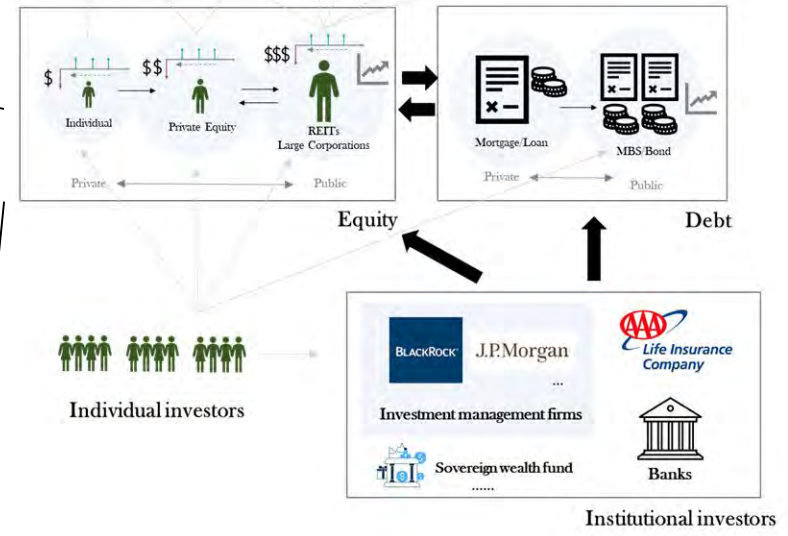 $
$$
$$$
Individual
Private Equity
REITs
Large Corporations
Private
Public
Equity
Mortgage/Loan
MBS/Bond
Private
Public
Debt
Individual investors
BLACKROCK
J.P.Morgan
...
Investment management firms
AAA
Life Insurance
Company
Sovereign wealth fund
......
Banks
Institutional investors